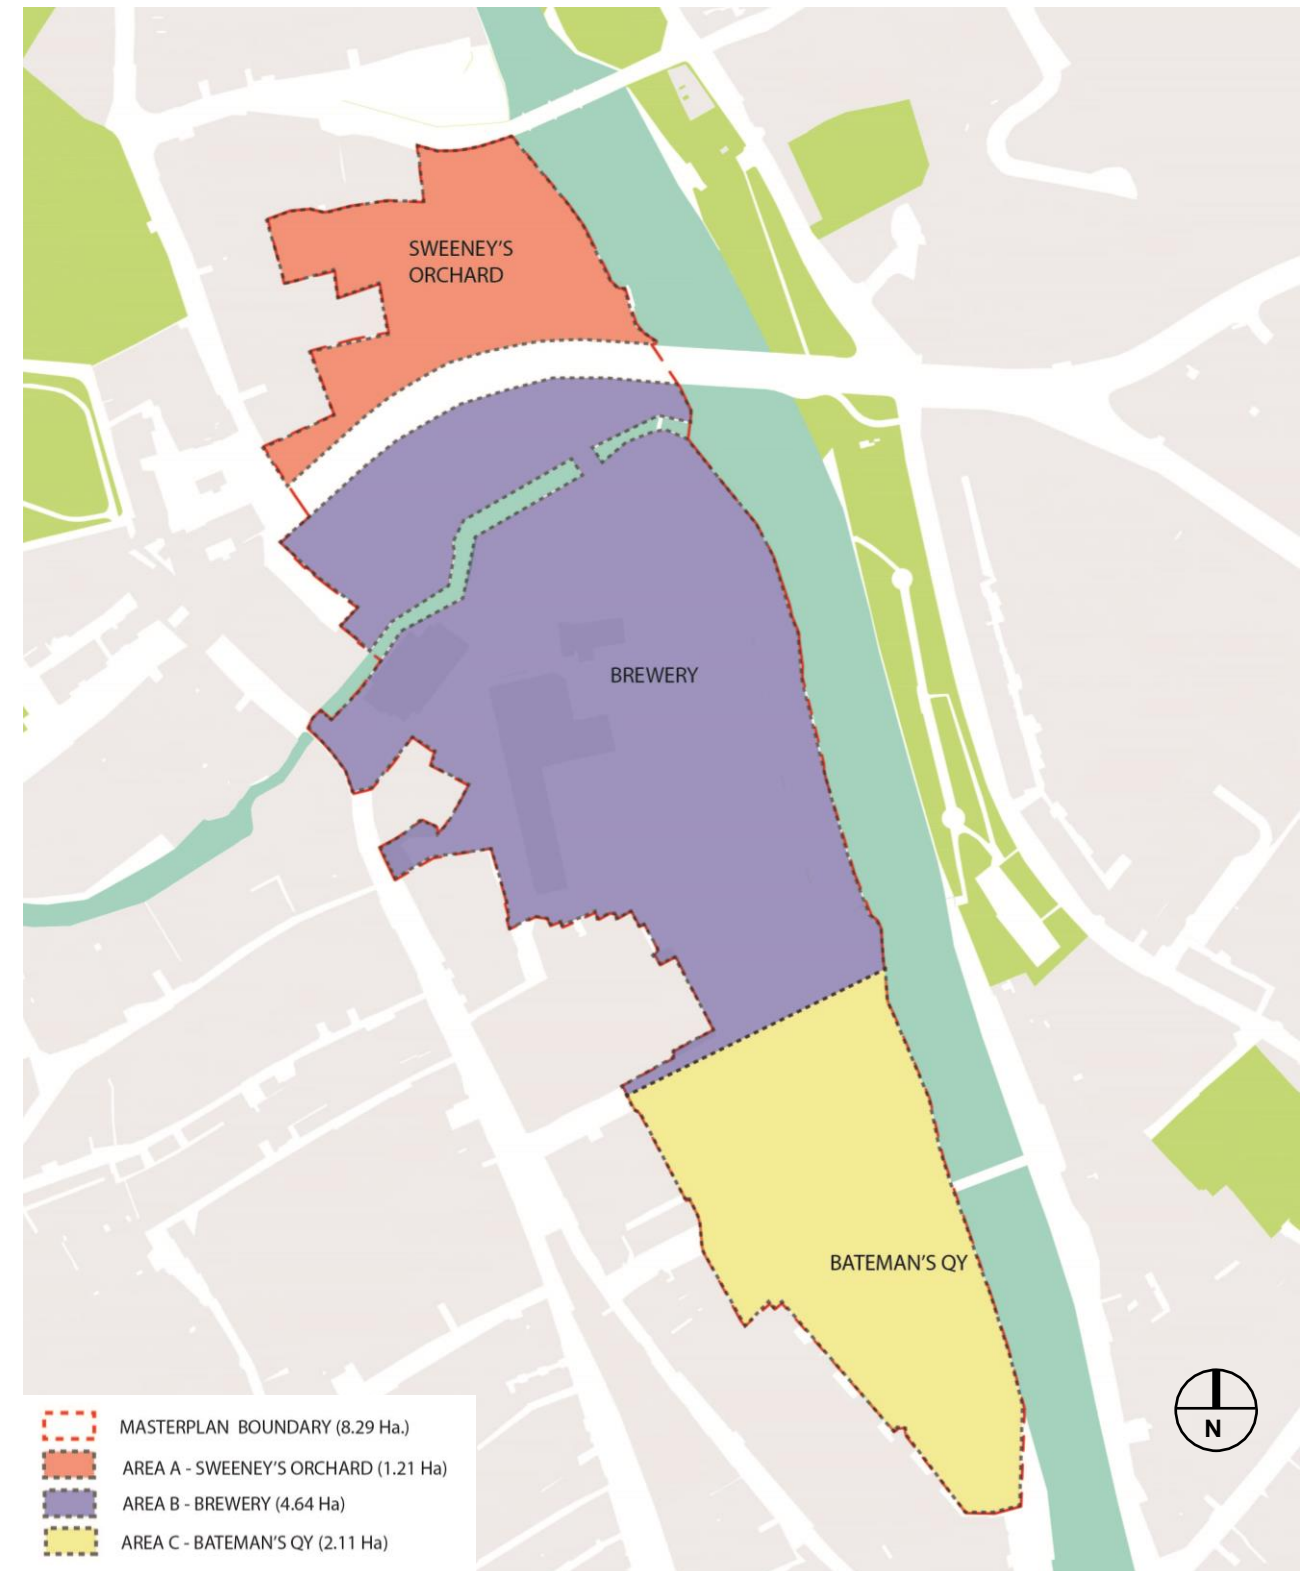 SWEENEY'S
ORCHARD
BREWERY
BATEMAN'S QY
N
MASTERPLAN BOUNDARY (8.29 Ha.)
AREA A - SWEENEY'S ORCHARD (1.21 Ha)
AREA B - BREWERY (4.64 Ha)
AREA C - BATEMAN'S QY (2.11 Ha)